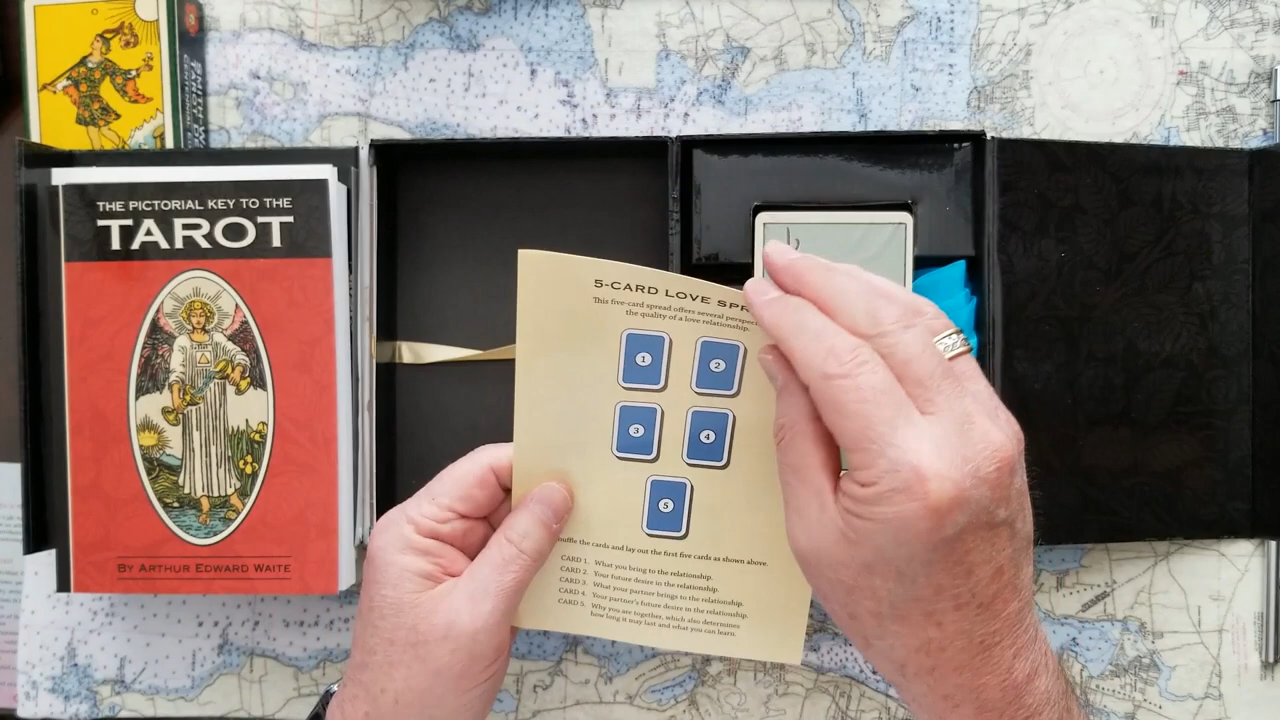 SMITH-W
TAROT D
CENTENNIAL
THE PICTORIAL KEY TO THE
TAROT
BY ARTHUR EDWARD WAITE
5-CARD LOVE SPR
This five-card spread offers several perspec
the quality of a love relationship.
1
2
3
4
5
uffle the cards and lay out the first five cards as shown above.
CARD 1. What you bring to the relationship.
CARD 2. Your future desire in the relationship.
CARD 3. What your partner brings to the relationship.
CARD 4. Your partner's future desire in the relationship.
CARD 5. Why you are together, which also determines
how long it may last and what you can learn.